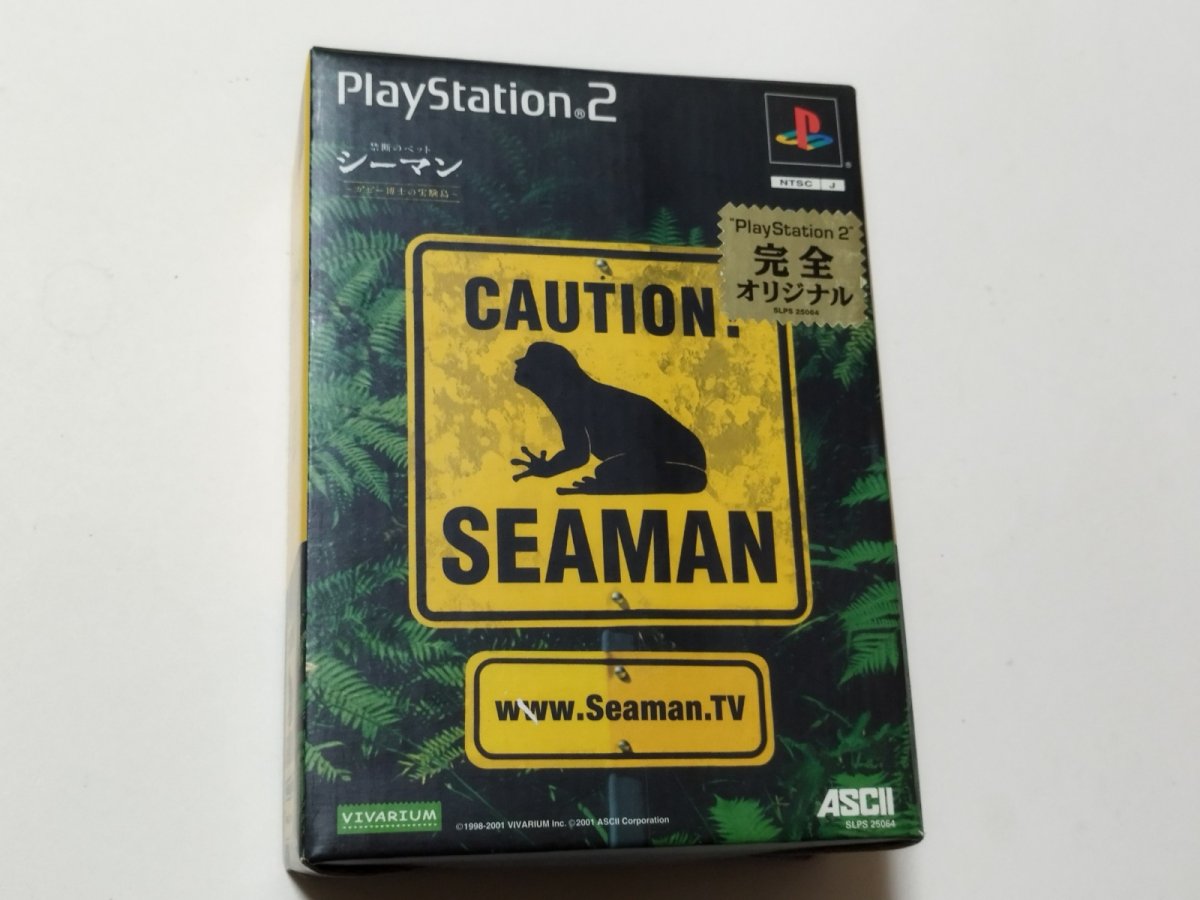 PlayStation®2
禁断のペット
シーマン
~ガゼー博士の実験島~
NTSC J
"PlayStation 2"
完全
オリジナル
SLPS 25064
CAUTION:
SEAMAN
www.Seaman.TV
VIVARIUM
©1998-2001 VIVARIUM Inc. ©2001 ASCII Corporation
ASCII
SLPS 25064